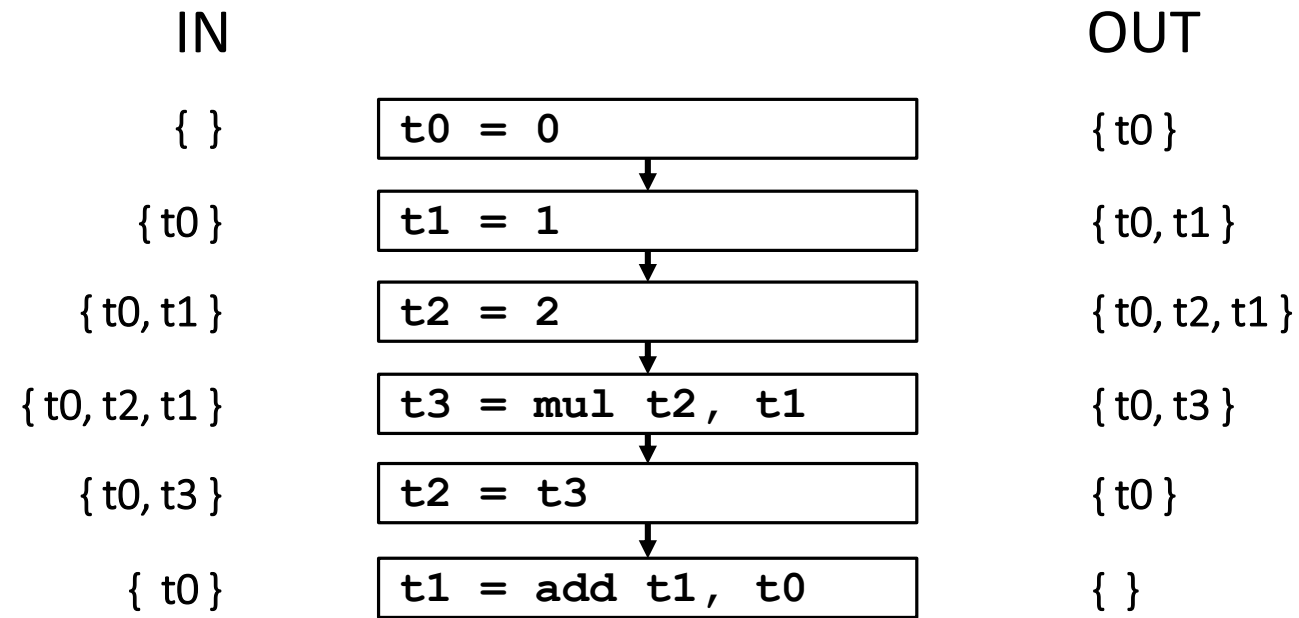 IN OUT
{ } t0 = 0 { t0 }
{ t0 } t1 = 1 { t0, t1 }
{ t0, t1 } t2 = 2 { t0, t2, t1 }
{ t0, t2, t1 } t3 = mul t2, t1 { t0, t3 }
{ t0, t3 } t2 = t3 { t0 }
{ t0 } t1 = add t1, t0 { }